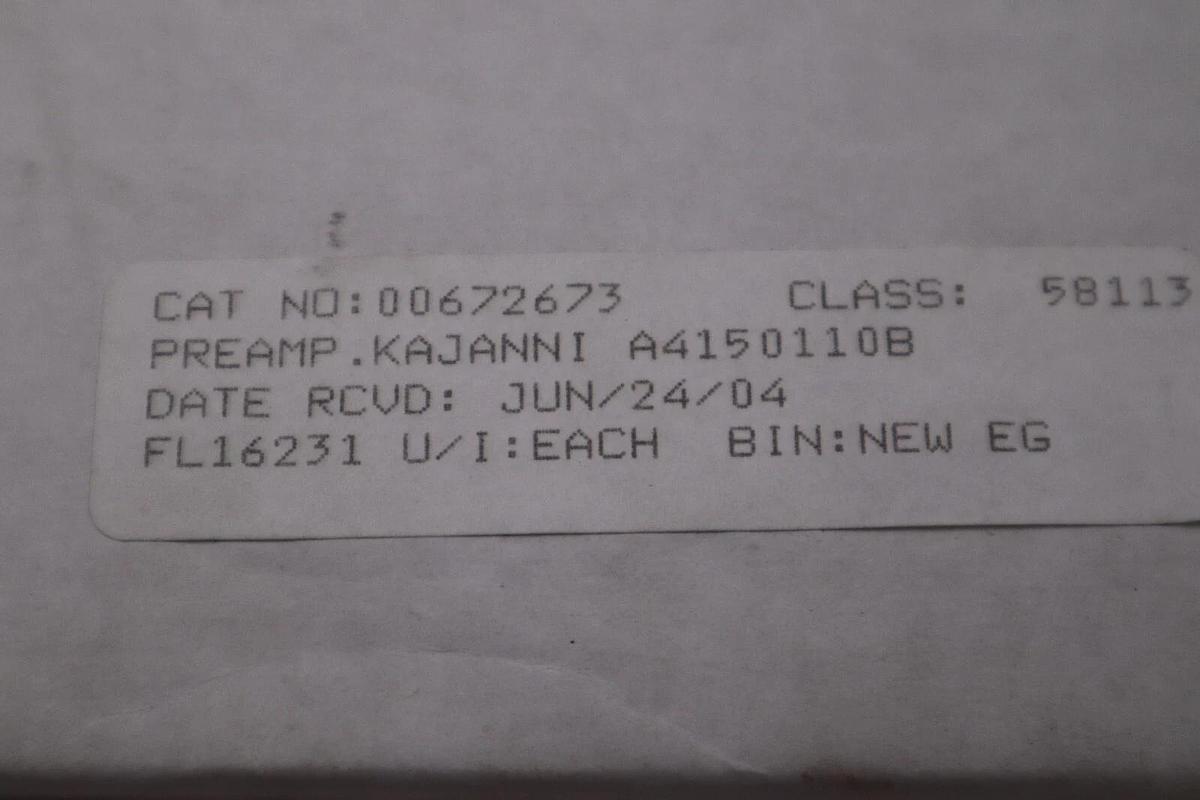 CAT NO:00672673 CLASS: 58113
PREAMP.KAJANNI A4150110B
DATE RCVD: JUN/24/04
FL16231 U/I:EACH BIN:NEW EG